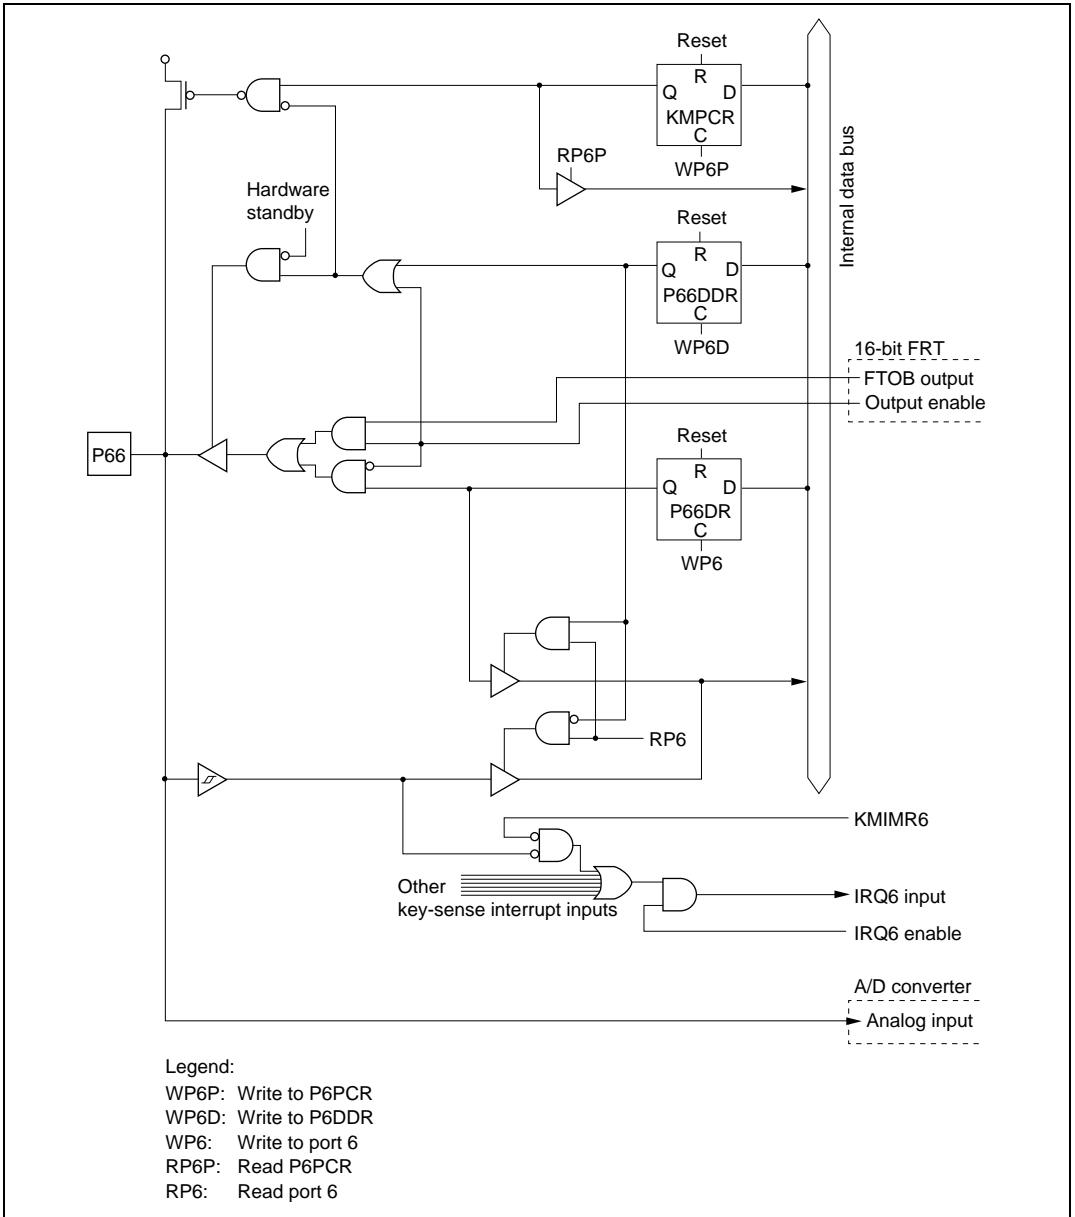 Reset
R
Q
D
KMPCR
C
RP6P
WP6P
Hardware
standby
Internal data bus
Reset
R
Q
D
P66DDR
C
WP6D
16-bit FRT
FTOB output
Output enable
P66
Reset
R
Q
D
P66DR
C
WP6
RP6
KMIMR6
Other
key-sense interrupt inputs
IRQ6 input
IRQ6 enable
A/D converter
Analog input
Legend:
WP6P: Write to P6PCR
WP6D: Write to P6DDR
WP6: Write to port 6
RP6P: Read P6PCR
RP6: Read port 6